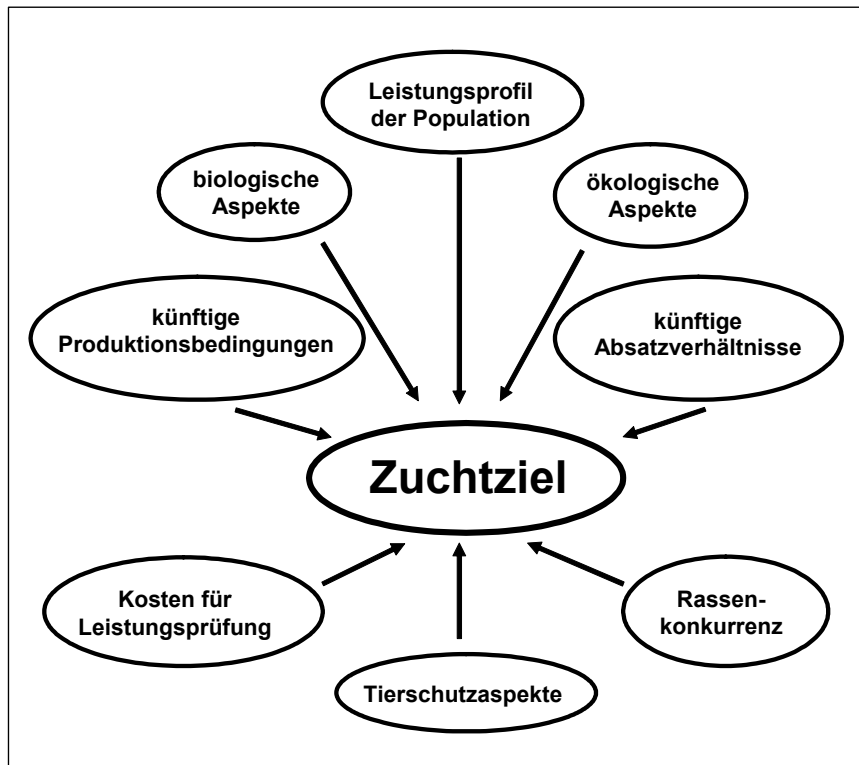 Leistungsprofil
der Population
biologische
Aspekte
ökologische
Aspekte
künftige
Produktionsbedingungen
künftige
Absatzverhältnisse
Zuchtziel
Kosten für
Leistungsprüfung
Rassen-
konkurrenz
Tierschutzaspekte